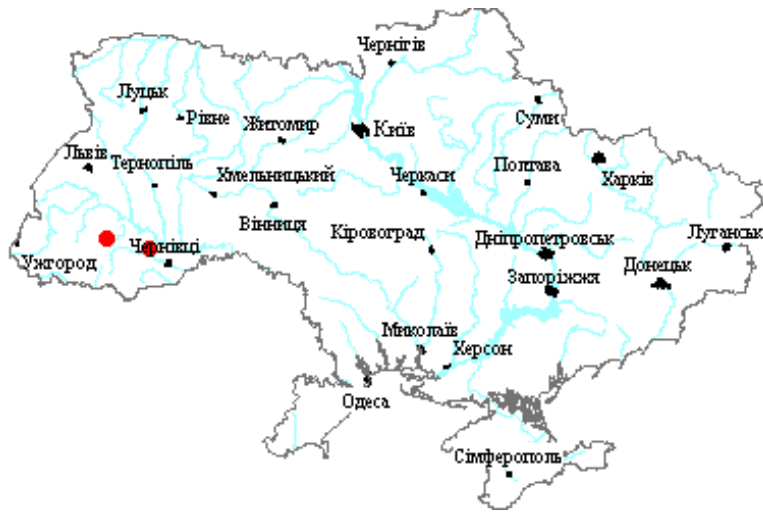 Чернігів
Луцьк
Рівне
Суми
Житомир
Київ
Львів
Тернопіль
Хмельницький
Черкаси
Полтава
Харків
Вінниця
Кіровоград
Дніпропетровськ
Луганськ
Ужгород
Чернівці
Запоріжжя
Донецьк
Миколаїв
Херсон
Одеса
Сімферополь